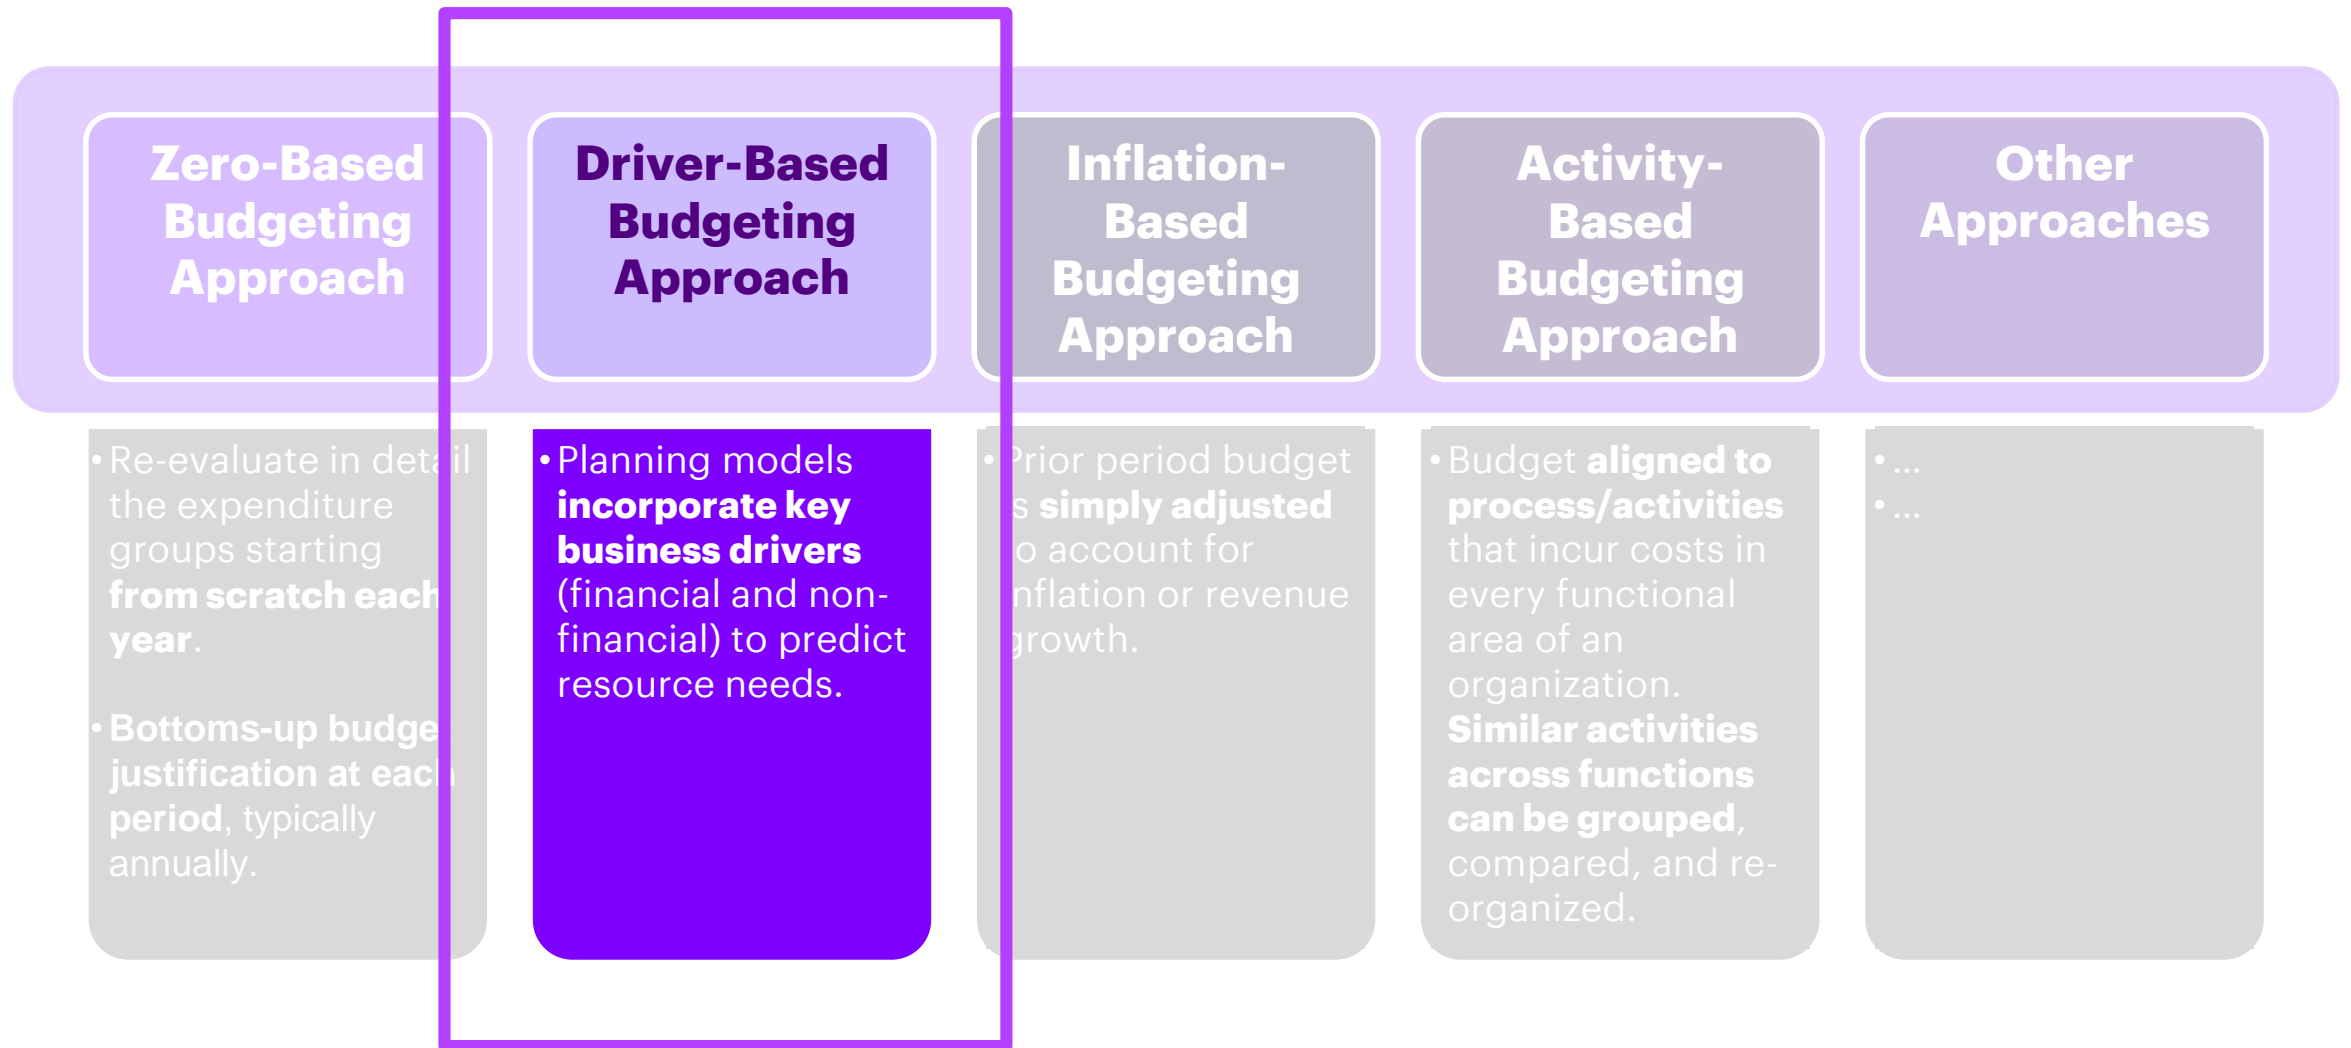 Zero-Based
Budgeting
Approach
Driver-Based
Budgeting
Approach
Inflation-
Based
Budgeting
Approach
Activity-
Based
Budgeting
Approach
Other
Approaches
• Re-evaluate in detail
the expenditure
groups starting
from scratch each
year.
• Bottoms-up budge
justification at each
period, typically
annually.
• Planning models
incorporate key
business drivers
(financial and non-
financial) to predict
resource needs.
• Prior period budget
s simply adjusted
o account for
nflation or revenue
growth.
• Budget aligned to
process/activities
that incur costs in
every functional
area of an
organization.
Similar activities
across functions
can be grouped,
compared, and re-
organized.
• ...
• ...